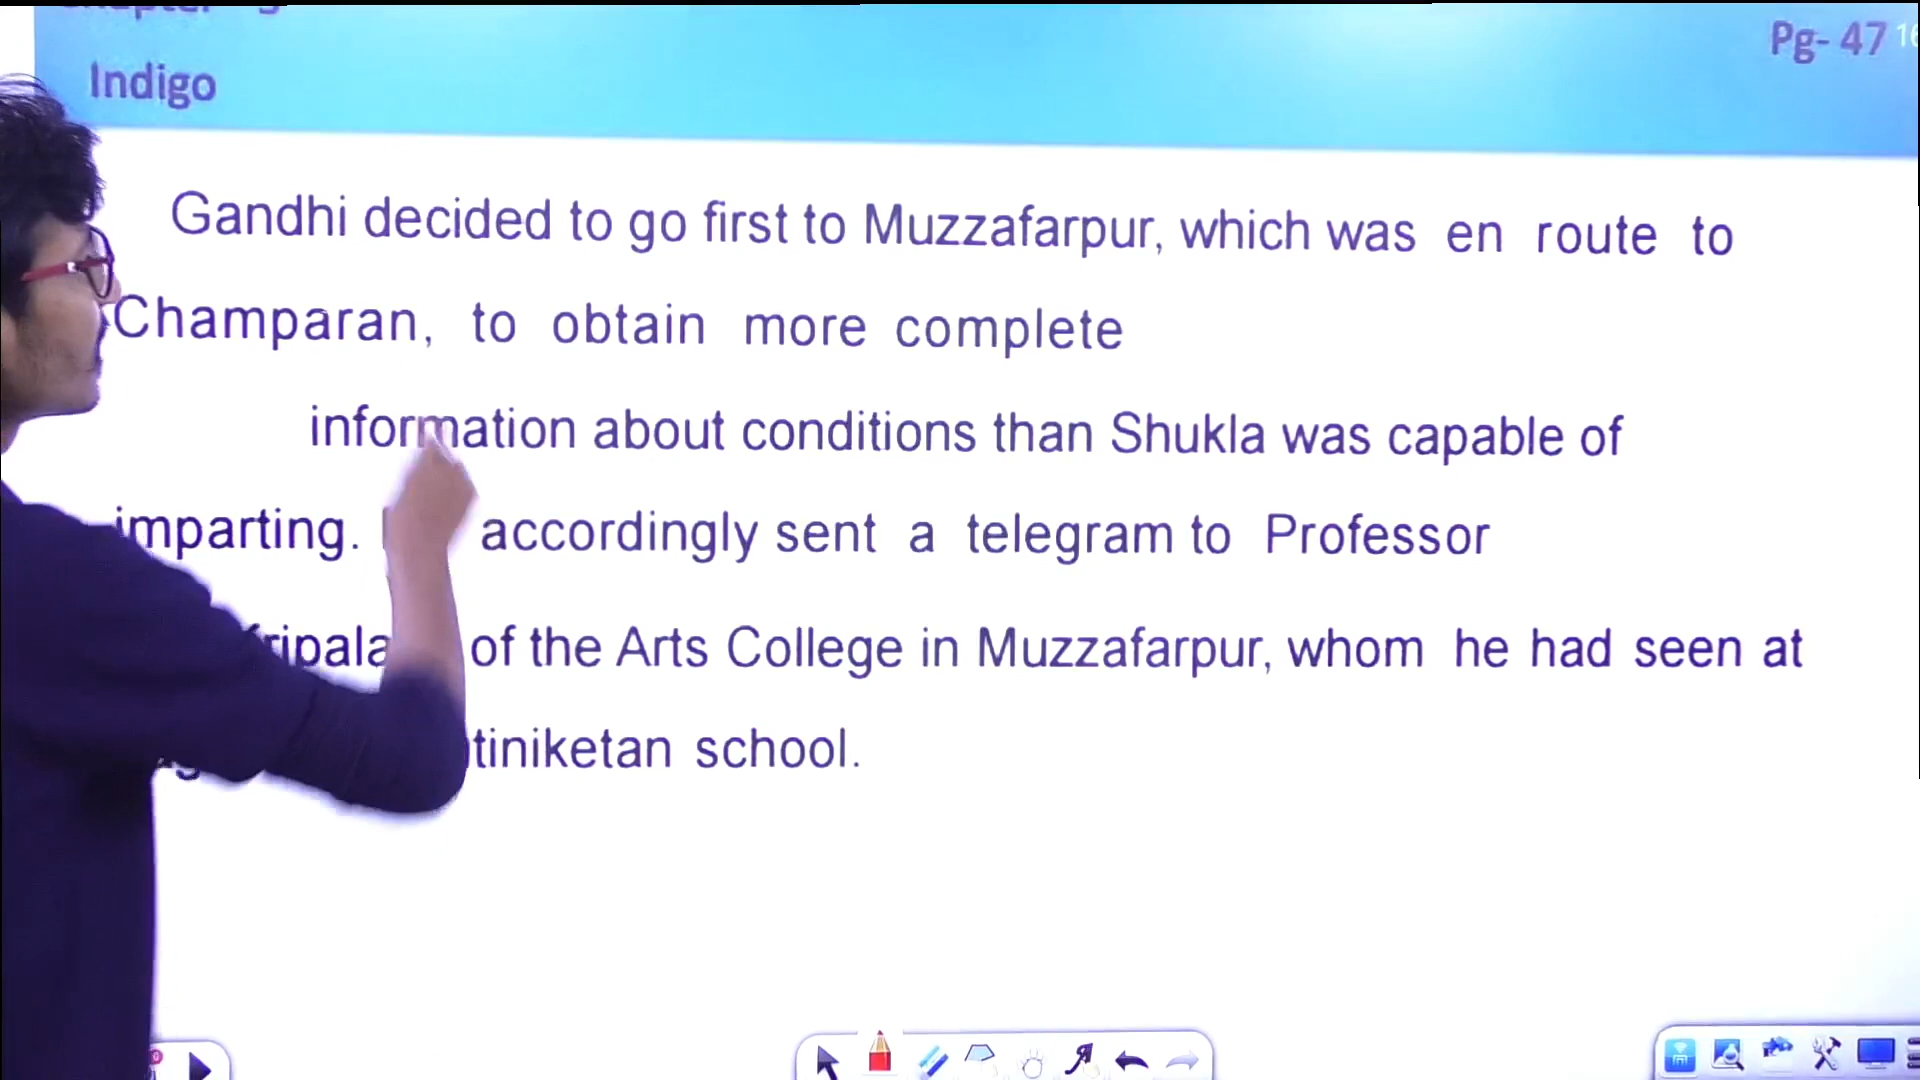 Indigo
Pg- 47
Gandhi decided to go first to Muzzafarpur, which was en route to
Champaran, to obtain more complete
information about conditions than Shukla was capable of
imparting. accordingly sent a telegram to Professor
of the Arts College in Muzzafarpur, whom he had seen at
school.